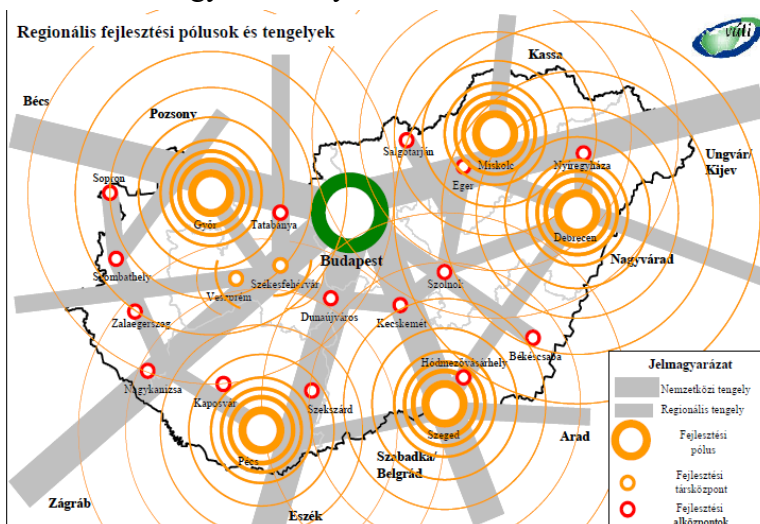 Regionális fejlesztési pólusok és tengelyek
váli
Kassa
Bécs
Pozsony
Salgótarján
Miskolc
Nyíregyháza
Ungvár/
Kijev
Sopron
Eger
Győr
Tatabánya
Debrecen
Budapest
Nagyvárad
Szombathely
Székesfehérvár
Szolnok
Veszprém
Dunaújváros
Kecskemét
Zalaegerszeg
Békéscsaba
Hódmezővásárhely
Nagykanizsa
Kaposvár
Szekszárd
Szeged
Arad
Pécs
Szabadka/
Belgrád
Zágráb
Eszék
Jelmagyarázat
Nemzetközi tengely
Regionális tengely
Fejlesztési
pólus
Fejlesztési
társközpont
Fejlesztési
alközpontok